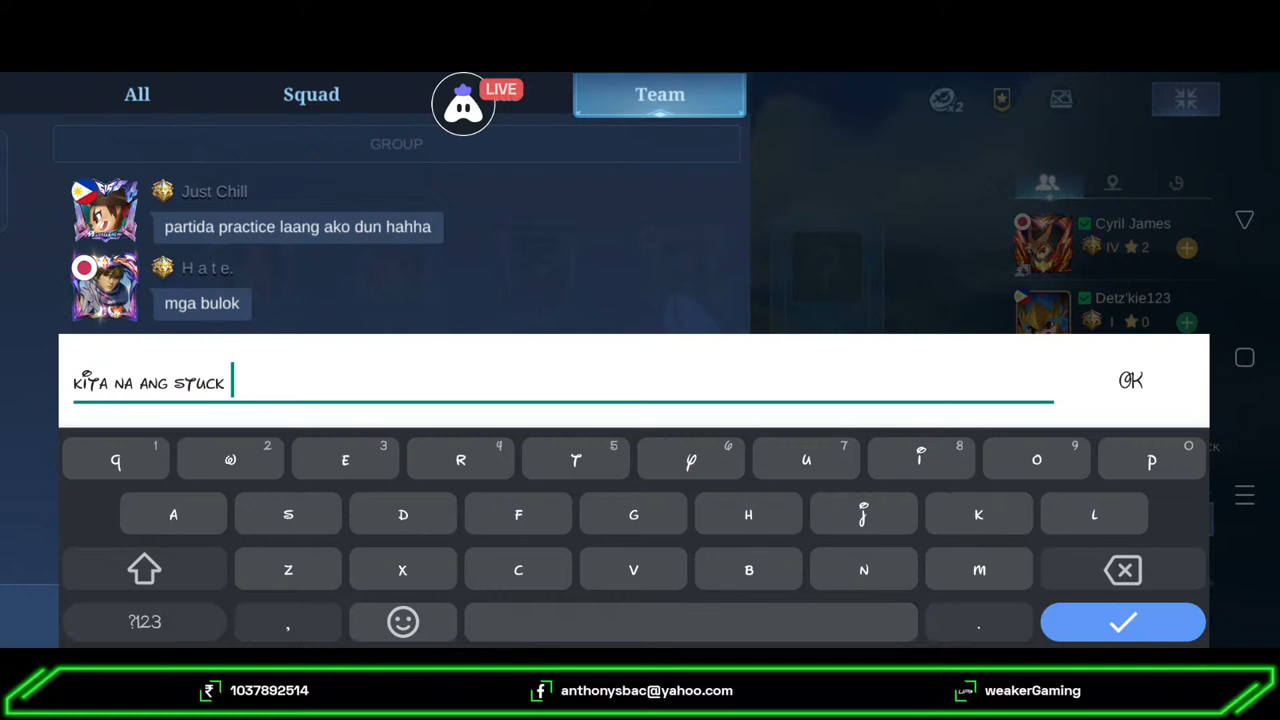 All
Squad
LIVE
Team
GROUP
x2
Just Chill
partida practice laang ako dun hahha
H a t e.
mga bulok
Cyril James
IV ★ 2
Detz'kie123
I ★ 0
KITA NA ANG STUCK
OK
1 2 3 4 5 6 7 8 9 0
q w E R T y u i o p
A S D F G H j K l
Z X C V B N M
?123 , .
1037892514
anthonysbac@yahoo.com
weakerGaming